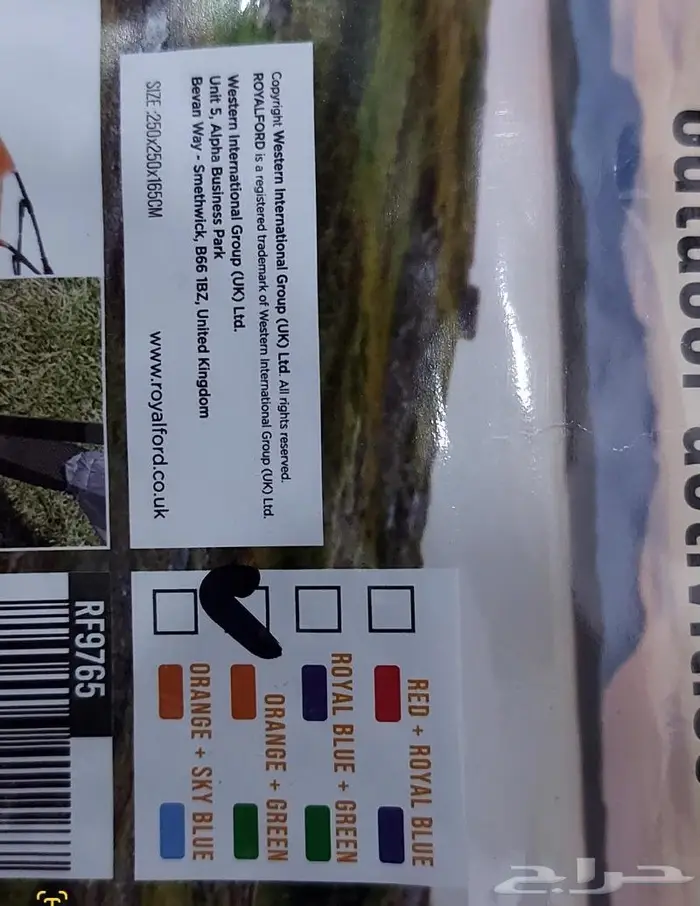 outdoor activities
Copyright Western International Group (UK) Ltd. All rights reserved.
ROYALFORD is a registered trademark of Western International Group (UK) Ltd.
Western International Group (UK) Ltd.
Unit 5, Alpha Business Park
Bevan Way - Smethwick, B66 1BZ, United Kingdom
SIZE :250x250x165CM
www.royalford.co.uk
RED + ROYAL BLUE
ROYAL BLUE + GREEN
ORANGE + GREEN
ORANGE + SKY BLUE
RF9765
حراج